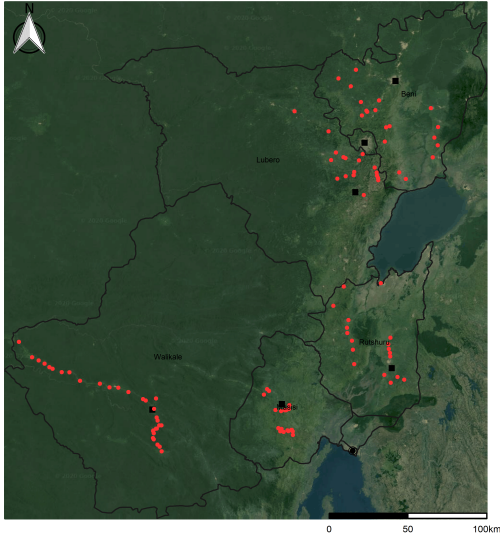 N
Beni
Lubero
Rutshuru
Walikale
Masisi
0 50 100km